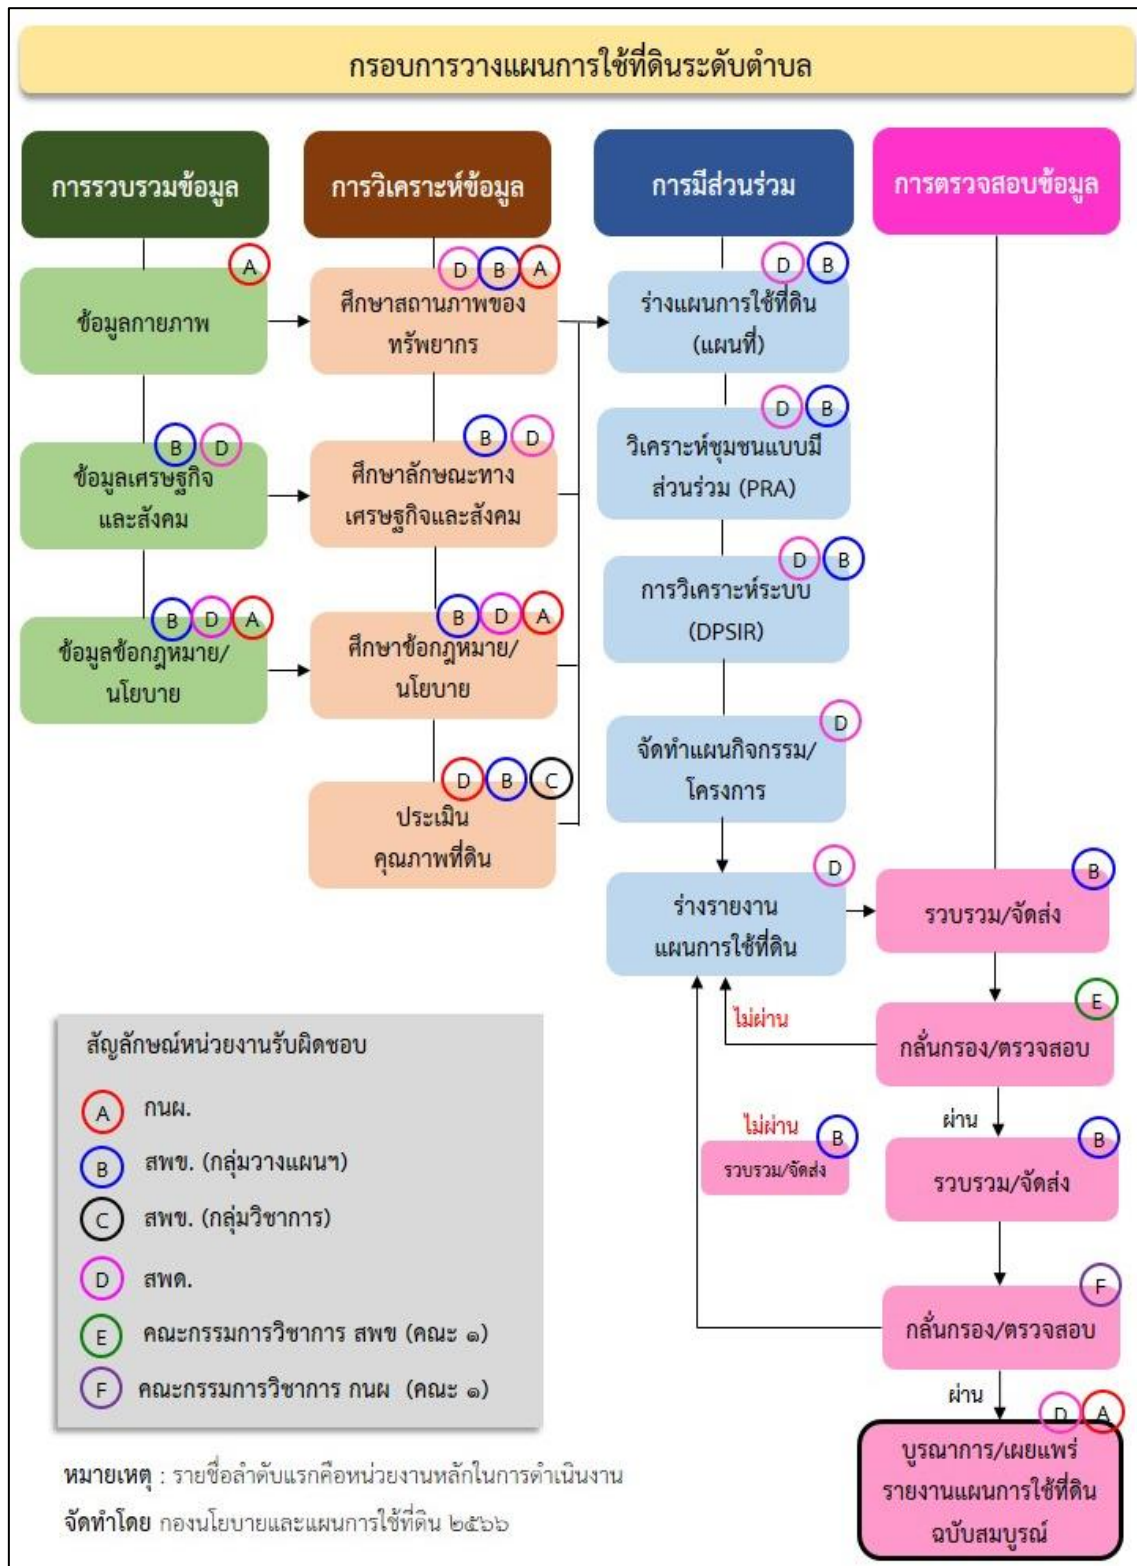 กรอบการวางแผนการใช้ที่ดินระดับตำบล
การรวบรวมข้อมูล
การวิเคราะห์ข้อมูล
การมีส่วนร่วม
การตรวจสอบข้อมูล
A
ข้อมูลกายภาพ
D B A
ศึกษาสถานภาพของ
ทรัพยากร
D B
ร่างแผนการใช้ที่ดิน
(แผนที่)
B D
ข้อมูลเศรษฐกิจ
และสังคม
B D
ศึกษาลักษณะทาง
เศรษฐกิจและสังคม
D B
วิเคราะห์ชุมชนแบบมี
ส่วนร่วม (PRA)
D B
การวิเคราะห์ระบบ
(DPSIR)
B D A
ข้อมูลข้อกฎหมาย/
นโยบาย
B D A
ศึกษาข้อกฎหมาย/
นโยบาย
D
จัดทำแผนกิจกรรม/
โครงการ
D B C
ประเมิน
คุณภาพที่ดิน
D
ร่างรายงาน
แผนการใช้ที่ดิน
B
รวบรวม/จัดส่ง
ไม่ผ่าน
E
กลั่นกรอง/ตรวจสอบ
ผ่าน
ไม่ผ่าน
B
รวบรวม/จัดส่ง
B
รวบรวม/จัดส่ง
F
กลั่นกรอง/ตรวจสอบ
ผ่าน
D A
บูรณาการ/เผยแพร่
รายงานแผนการใช้ที่ดิน
ฉบับสมบูรณ์
สัญลักษณ์หน่วยงานรับผิดชอบ
A กนผ.
B สพข. (กลุ่มวางแผนฯ)
C สพข. (กลุ่มวิชาการ)
D สพด.
E คณะกรรมการวิชาการ สพข (คณะ ๑)
F คณะกรรมการวิชาการ กนผ (คณะ ๑)
หมายเหตุ : รายชื่อลำดับแรกคือหน่วยงานหลักในการดำเนินงาน
จัดทำโดย กองนโยบายและแผนการใช้ที่ดิน ๒๕๖๖